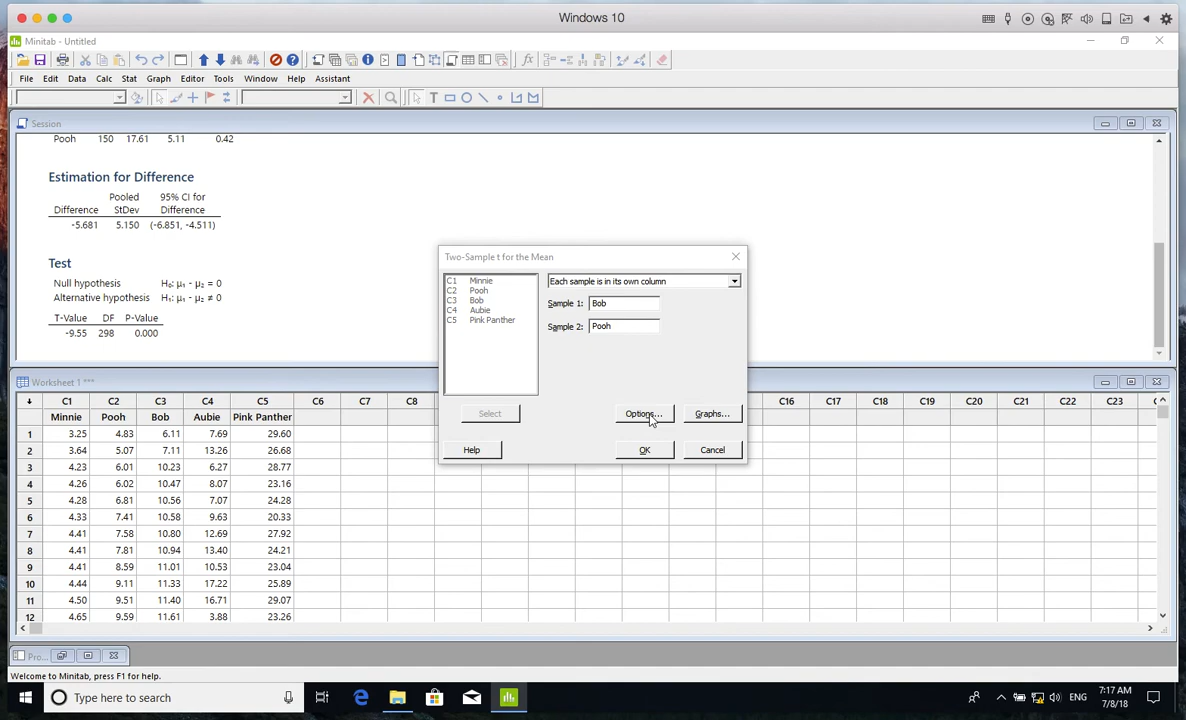 Windows 10
Minitab - Untitled
File Edit Data Calc Stat Graph Editor Tools Window Help Assistant
Session
Pooh 150 17.61 5.11 0.42
Estimation for Difference
Pooled 95% CI for
Difference StDev Difference
-5.681 5.150 (-6.851, -4.511)
Test
Null hypothesis H₀: μ₁ - μ₂ = 0
Alternative hypothesis H₁: μ₁ - μ₂ ≠ 0
T-Value DF P-Value
-9.55 298 0.000
Two-Sample t for the Mean
C1 Minnie
C2 Pooh
C3 Bob
C4 Aubie
C5 Pink Panther
Each sample is in its own column
Sample 1: Bob
Sample 2: Pooh
Select Options... Graphs...
Help OK Cancel
Worksheet 1 ***
C1 C2 C3 C4 C5 C6 C7 C8 C16 C17 C18 C19 C20 C21 C22 C23
Minnie Pooh Bob Aubie Pink Panther
1 3.25 4.83 6.11 7.69 29.60
2 3.64 5.07 7.11 13.26 26.68
3 4.23 6.01 10.23 6.27 28.77
4 4.26 6.02 10.47 8.07 23.16
5 4.28 6.81 10.56 7.07 24.28
6 4.33 7.41 10.58 9.63 20.33
7 4.41 7.58 10.80 12.69 27.92
8 4.41 7.81 10.94 13.40 24.21
9 4.41 8.59 11.01 10.53 23.04
10 4.44 9.11 11.33 17.22 25.89
11 4.50 9.51 11.40 16.71 29.07
12 4.65 9.59 11.61 3.88 23.26
Pro...
Welcome to Minitab, press F1 for help.
Type here to search
ENG
7:17 AM
7/8/18